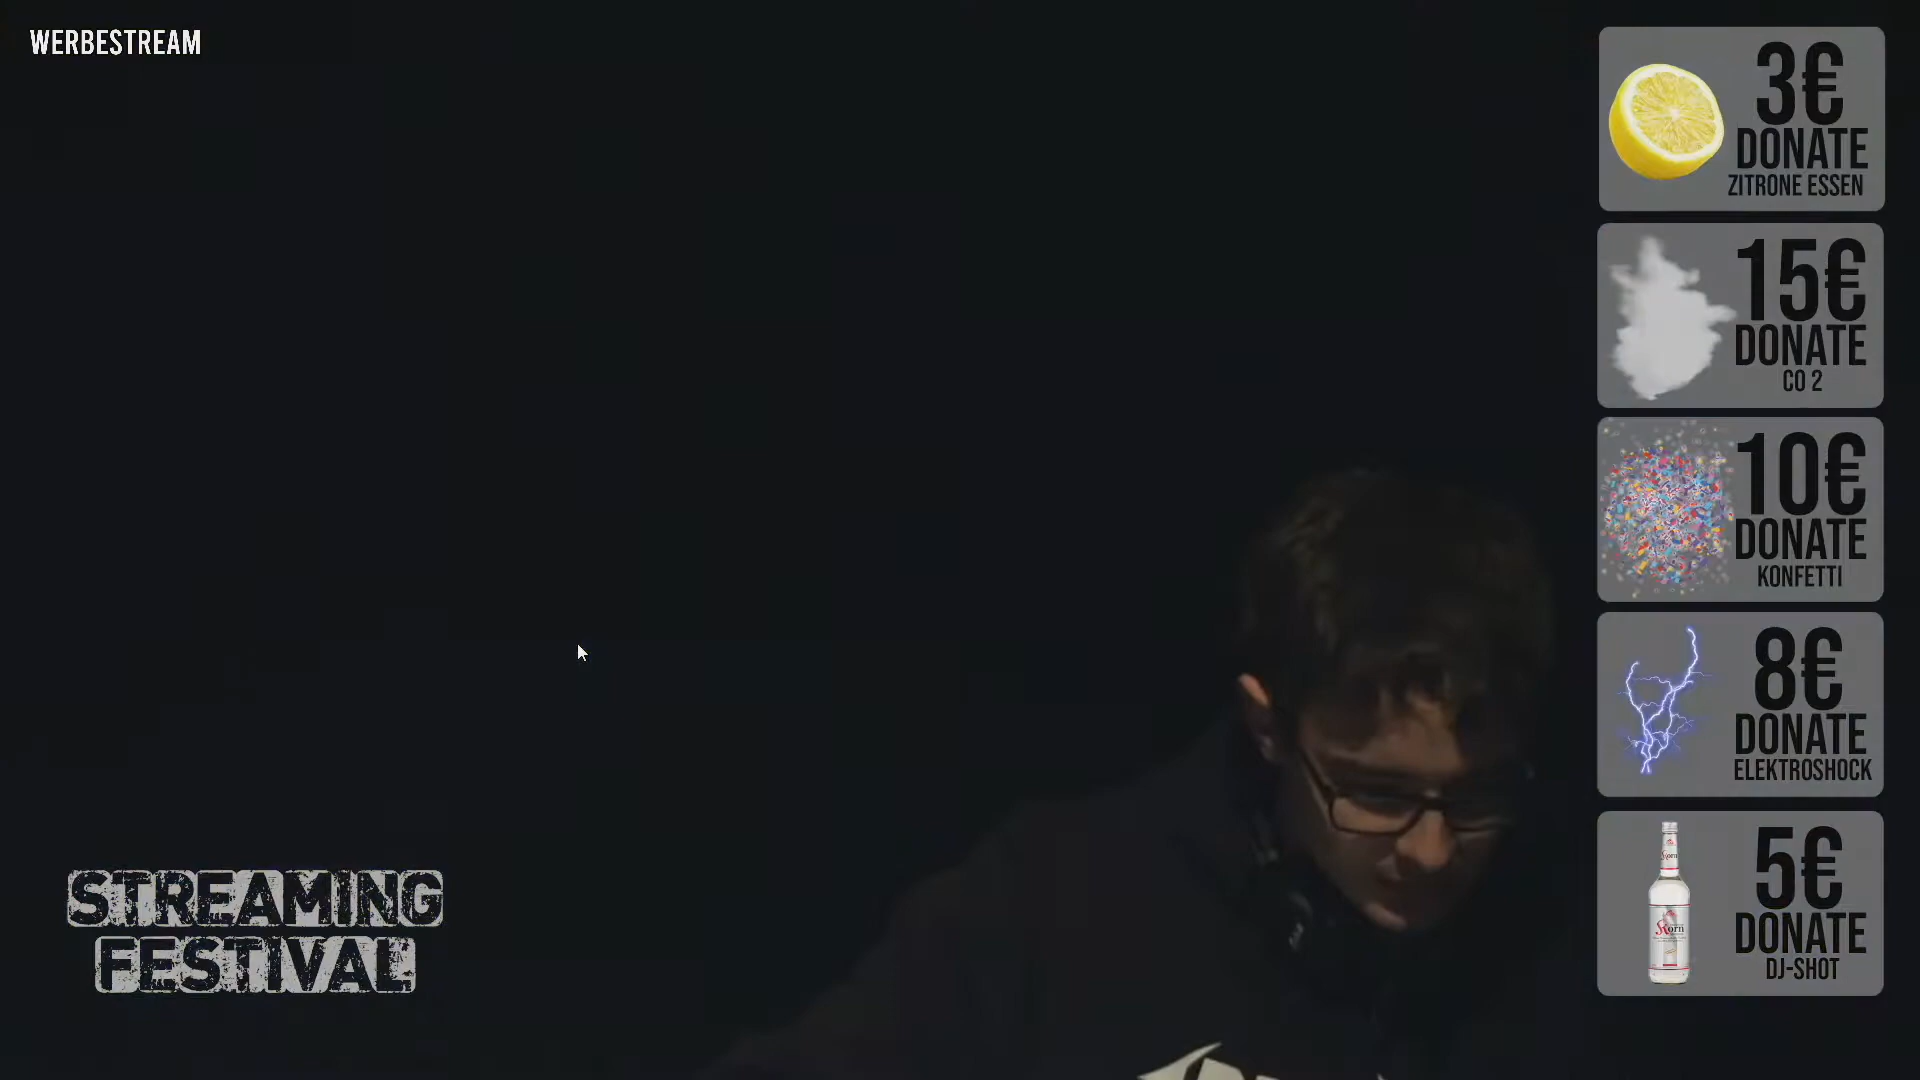 WERBESTREAM
3€
DONATE
ZITRONE ESSEN
15€
DONATE
CO 2
10€
DONATE
KONFETTI
8€
DONATE
ELEKTROSHOCK
Korn
5€
DONATE
DJ-SHOT
STREAMING
FESTIVAL